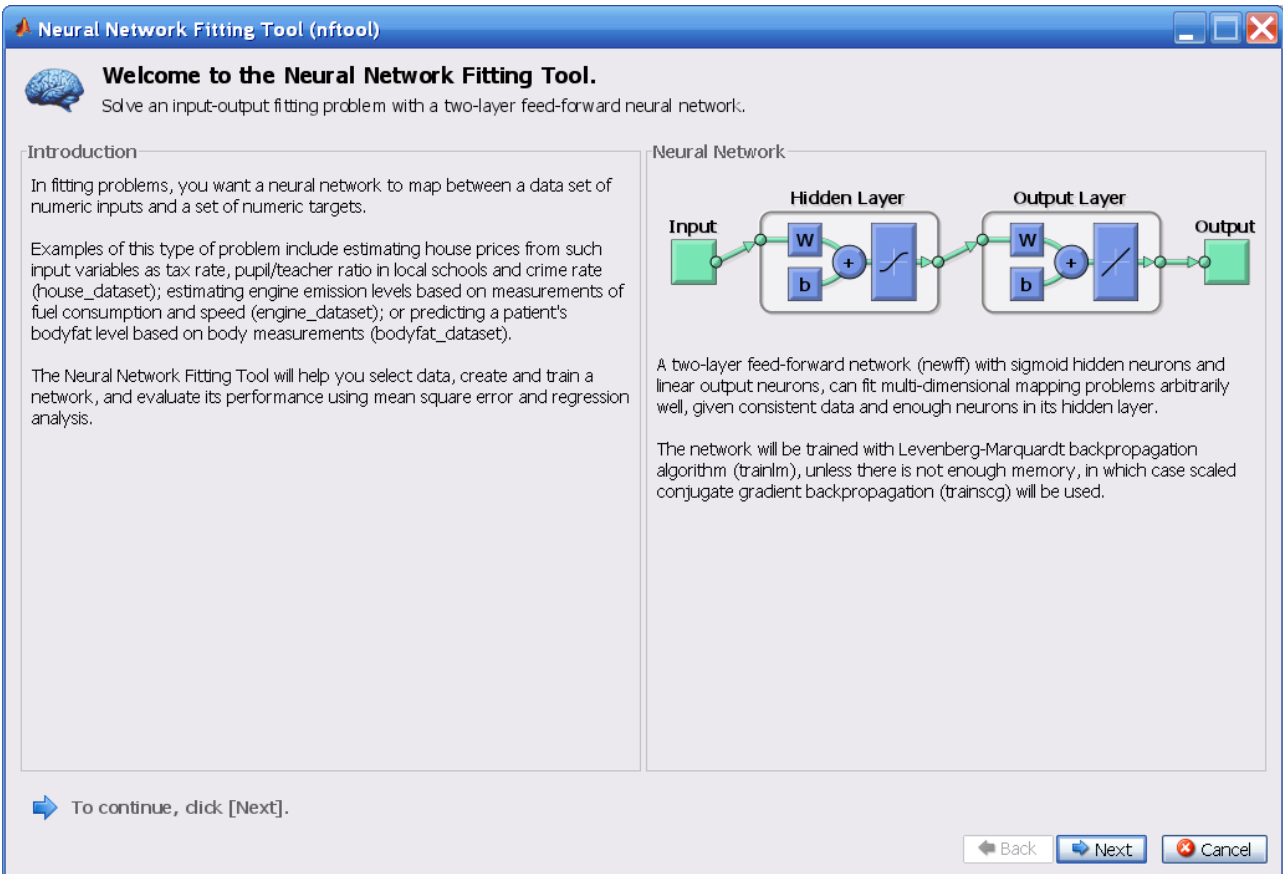 Neural Network Fitting Tool (nftool)
Welcome to the Neural Network Fitting Tool.
Solve an input-output fitting problem with a two-layer feed-forward neural network.
Introduction
In fitting problems, you want a neural network to map between a data set of
numeric inputs and a set of numeric targets.
Examples of this type of problem include estimating house prices from such
input variables as tax rate, pupil/teacher ratio in local schools and crime rate
(house_dataset); estimating engine emission levels based on measurements of
fuel consumption and speed (engine_dataset); or predicting a patient's
bodyfat level based on body measurements (bodyfat_dataset).
The Neural Network Fitting Tool will help you select data, create and train a
network, and evaluate its performance using mean square error and regression
analysis.
Neural Network
Hidden Layer Output Layer
Input Output
W W
+ +
b b
A two-layer feed-forward network (newff) with sigmoid hidden neurons and
linear output neurons, can fit multi-dimensional mapping problems arbitrarily
well, given consistent data and enough neurons in its hidden layer.
The network will be trained with Levenberg-Marquardt backpropagation
algorithm (trainlm), unless there is not enough memory, in which case scaled
conjugate gradient backpropagation (trainscg) will be used.
To continue, click [Next].
Back Next Cancel